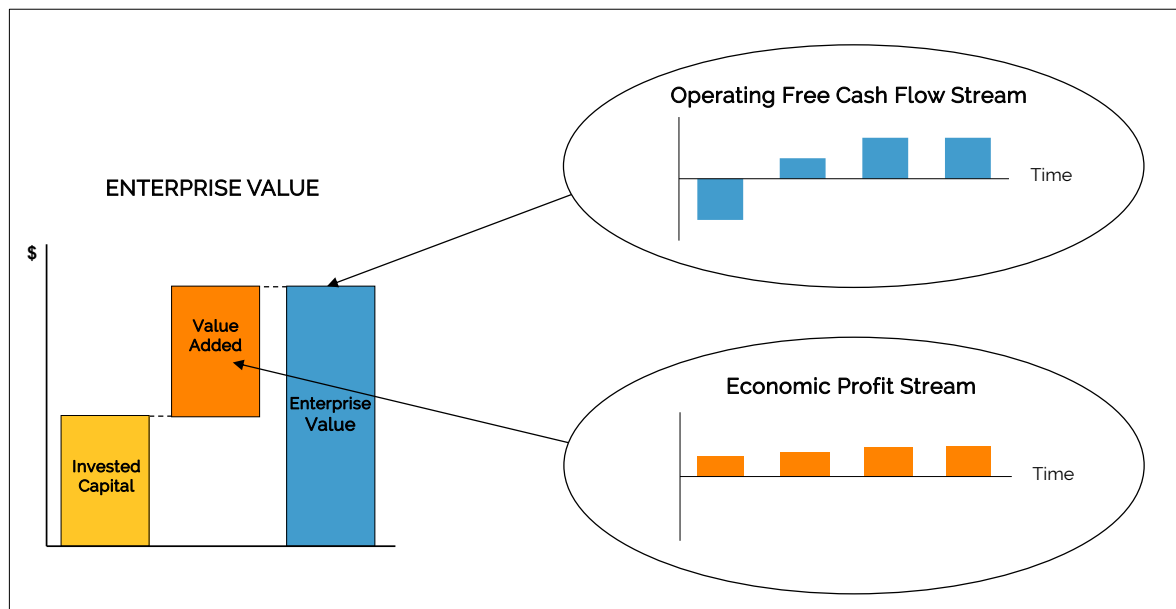 ENTERPRISE VALUE
$
Invested
Capital
Value
Added
Enterprise
Value
Operating Free Cash Flow Stream
Time
Economic Profit Stream
Time